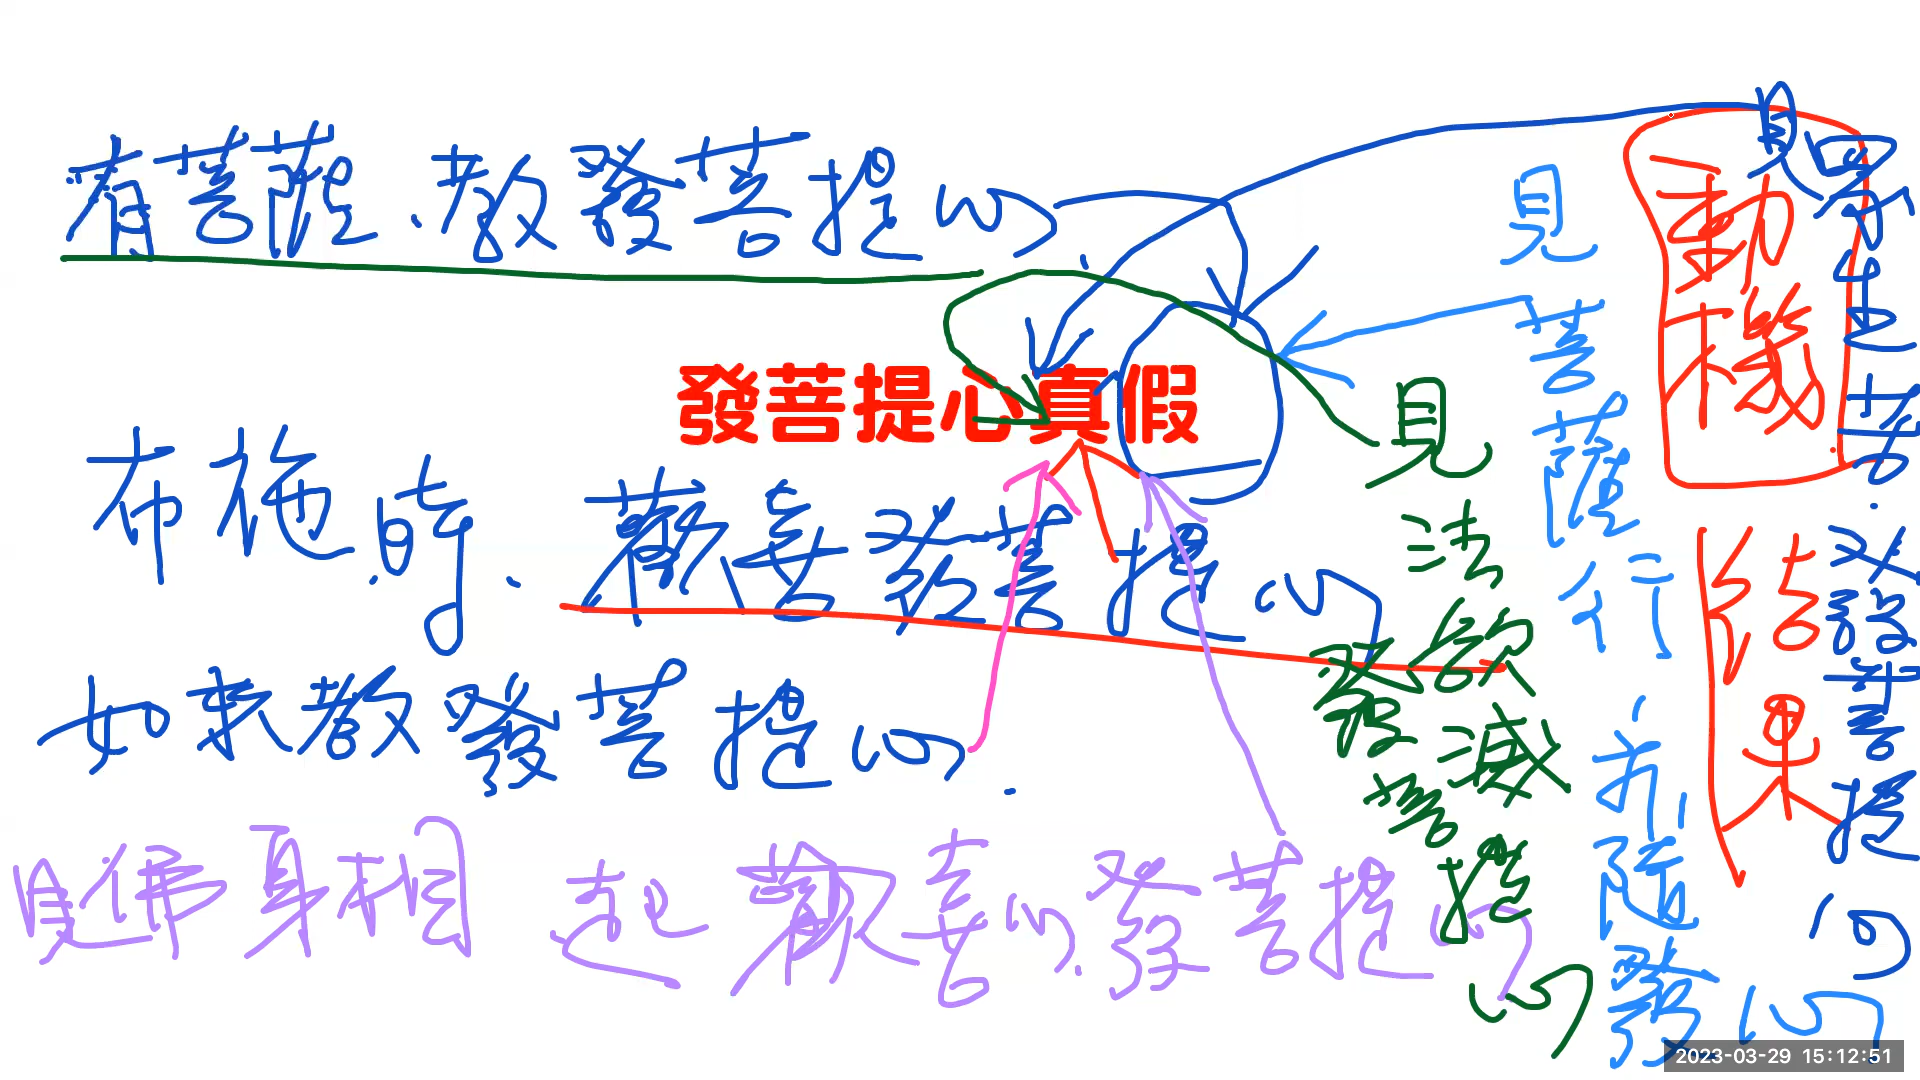 有菩薩.教發菩提心
發菩提心真假
布施時.歡喜發菩提心
如來教發菩提心.
見佛身相 起歡喜心.發菩提心
見法欲滅
發菩提心
見菩薩行.亦隨發心
動機
結果
見眾生苦.
發菩提心
2023-03-29 15:12:51